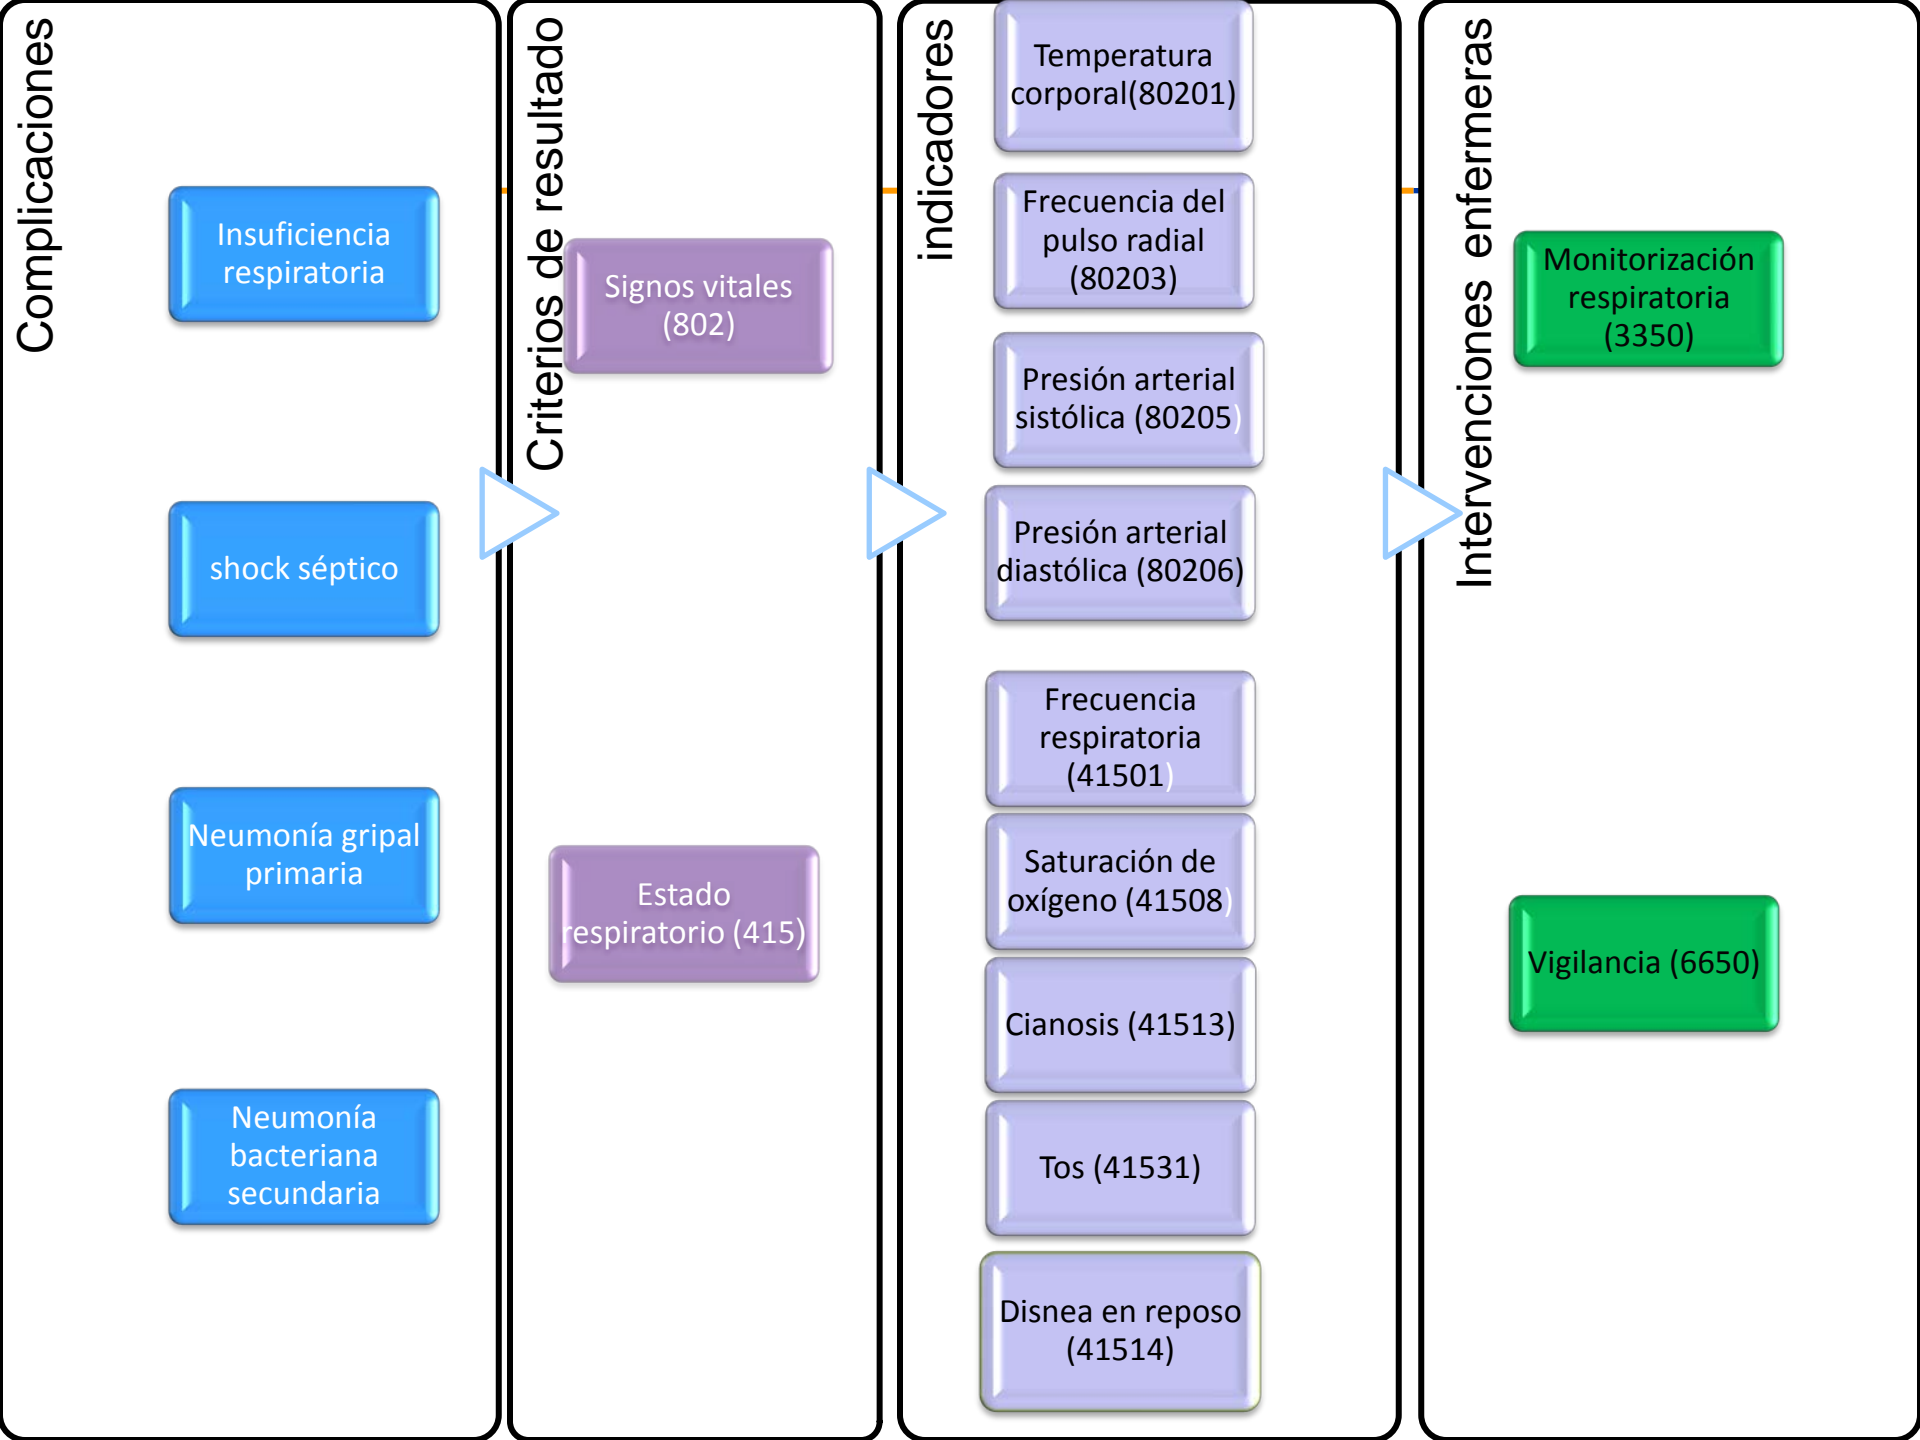 Complicaciones
Insuficiencia
respiratoria
shock séptico
Neumonía gripal
primaria
Neumonía
bacteriana
secundaria
Criterios de resultado
Signos vitales
(802)
Estado
respiratorio (415)
indicadores
Temperatura
corporal(80201)
Frecuencia del
pulso radial
(80203)
Presión arterial
sistólica (80205)
Presión arterial
diastólica (80206)
Frecuencia
respiratoria
(41501)
Saturación de
oxígeno (41508)
Cianosis (41513)
Tos (41531)
Disnea en reposo
(41514)
Intervenciones enfermeras
Monitorización
respiratoria
(3350)
Vigilancia (6650)